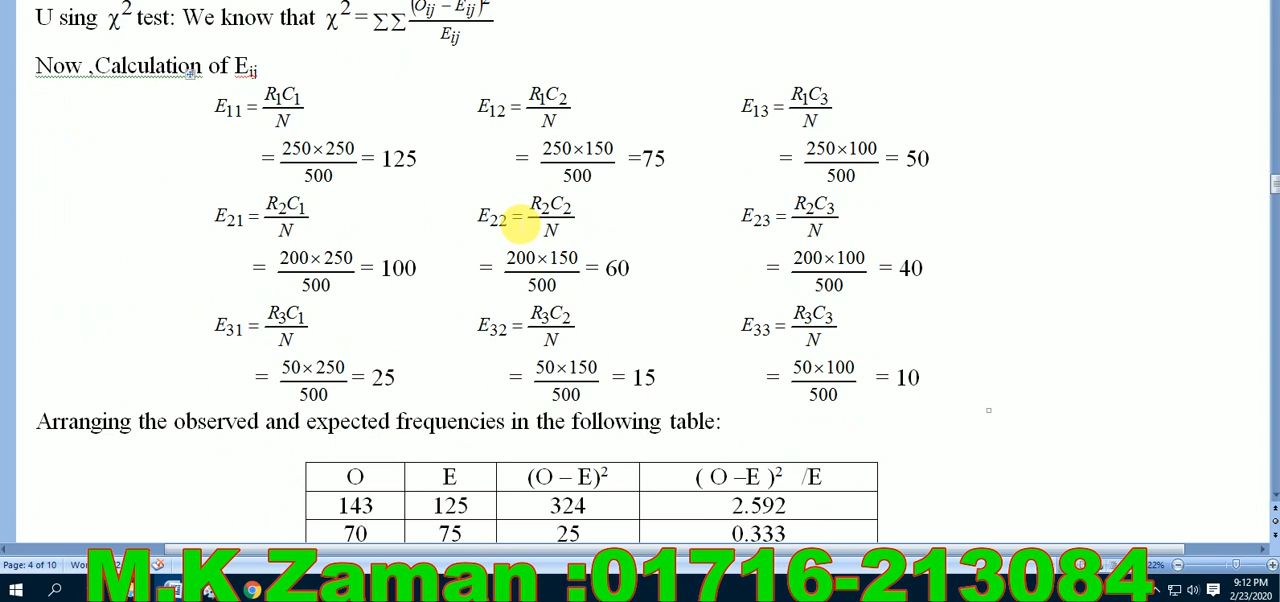 U sing χ² test: We know that χ² = ΣΣ (Oij − Eij)² / Eij
Now ,Calculation of Eij
E11 = R1C1 / N   E12 = R1C2 / N   E13 = R1C3 / N
= 250×250 / 500 = 125   = 250×150 / 500 =75   = 250×100 / 500 = 50
E21 = R2C1 / N   E22 = R2C2 / N   E23 = R2C3 / N
= 200×250 / 500 = 100   = 200×150 / 500 = 60   = 200×100 / 500 = 40
E31 = R3C1 / N   E32 = R3C2 / N   E33 = R3C3 / N
= 50×250 / 500 = 25   = 50×150 / 500 = 15   = 50×100 / 500 = 10
Arranging the observed and expected frequencies in the following table:
O   E   (O – E)²   ( O –E )² /E
143   125   324   2.592
70   75   25   0.333
Page: 4 of 10
M.K Zaman :01716-213084
22%
9:12 PM
2/23/2020